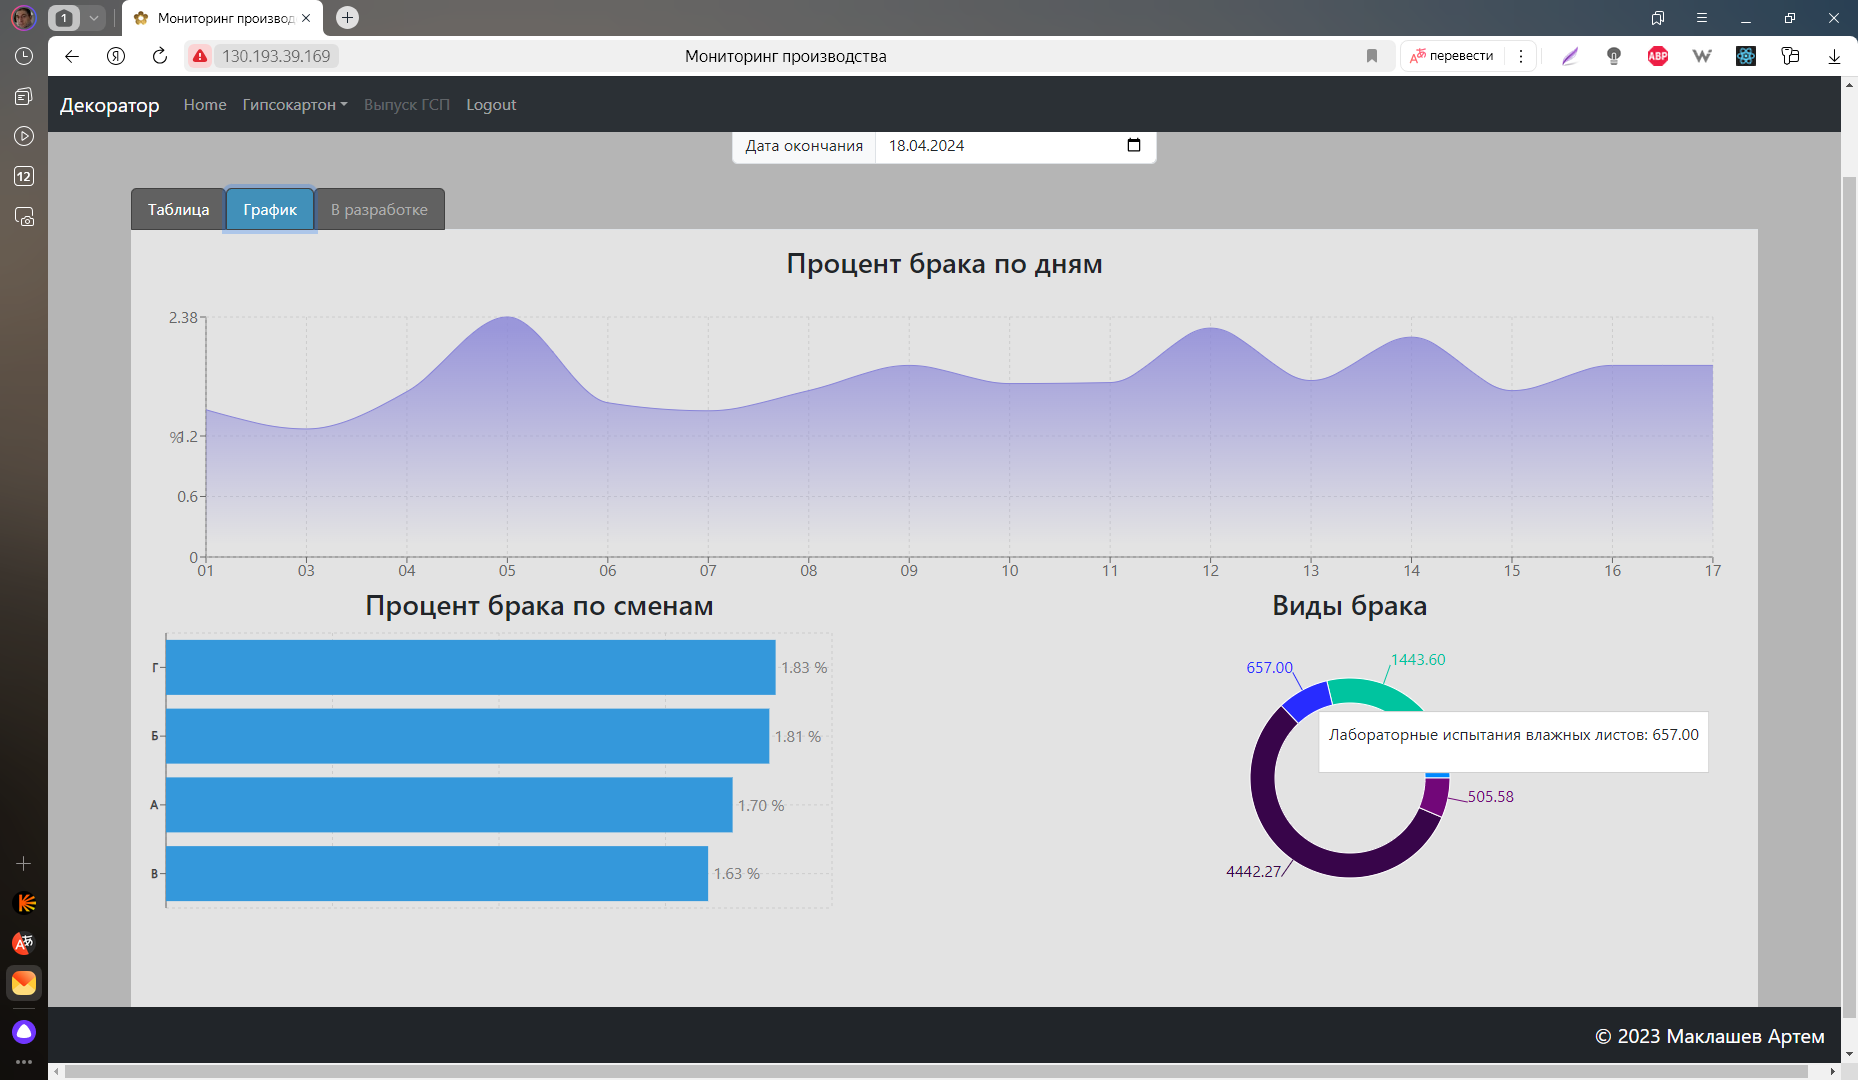 1
Мониторинг производ
130.193.39.169
Мониторинг производства
перевести
ABP
12
Декоратор
Home
Гипсокартон
Выпуск ГСП
Logout
Дата окончания
18.04.2024
Таблица
График
В разработке
Процент брака по дням
2.38
%
1.2
0.6
0
01 03 04 05 06 07 08 09 10 11 12 13 14 15 16 17
Процент брака по сменам
Г
1.83 %
Б
1.81 %
А
1.70 %
В
1.63 %
Виды брака
657.00
1443.60
Лабораторные испытания влажных листов: 657.00
505.58
4442.27
© 2023 Маклашев Артем